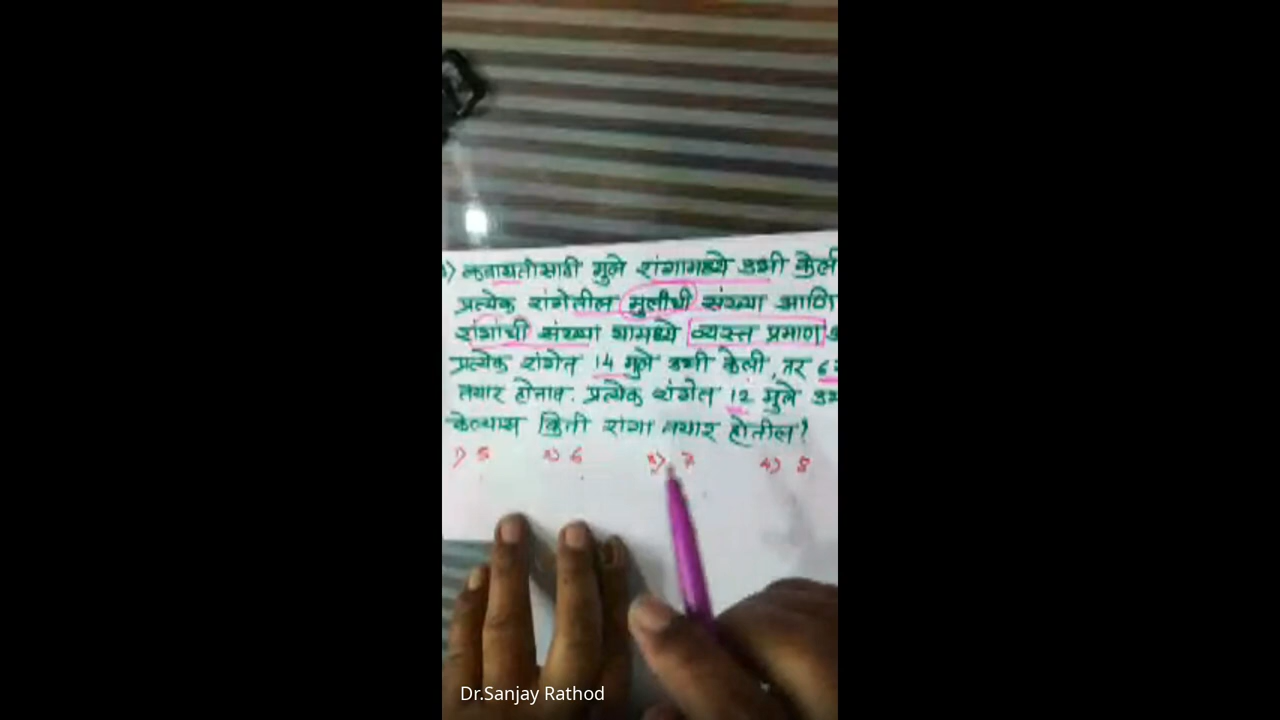 कवायतीसाठी मुले रांगामध्ये उभी केली
प्रत्येक रांगेतील मुलींची संख्या आणि
रांगांची संख्या यामध्ये व्यस्त प्रमाण
प्रत्येक रांगेत 14 मुले उभी केली, तर 6
तयार होतात. प्रत्येक रांगेत 12 मुले
केल्यास किती रांगा तयार होतील?
1) 5 2) 6 3) 7 4) 8
Dr.Sanjay Rathod